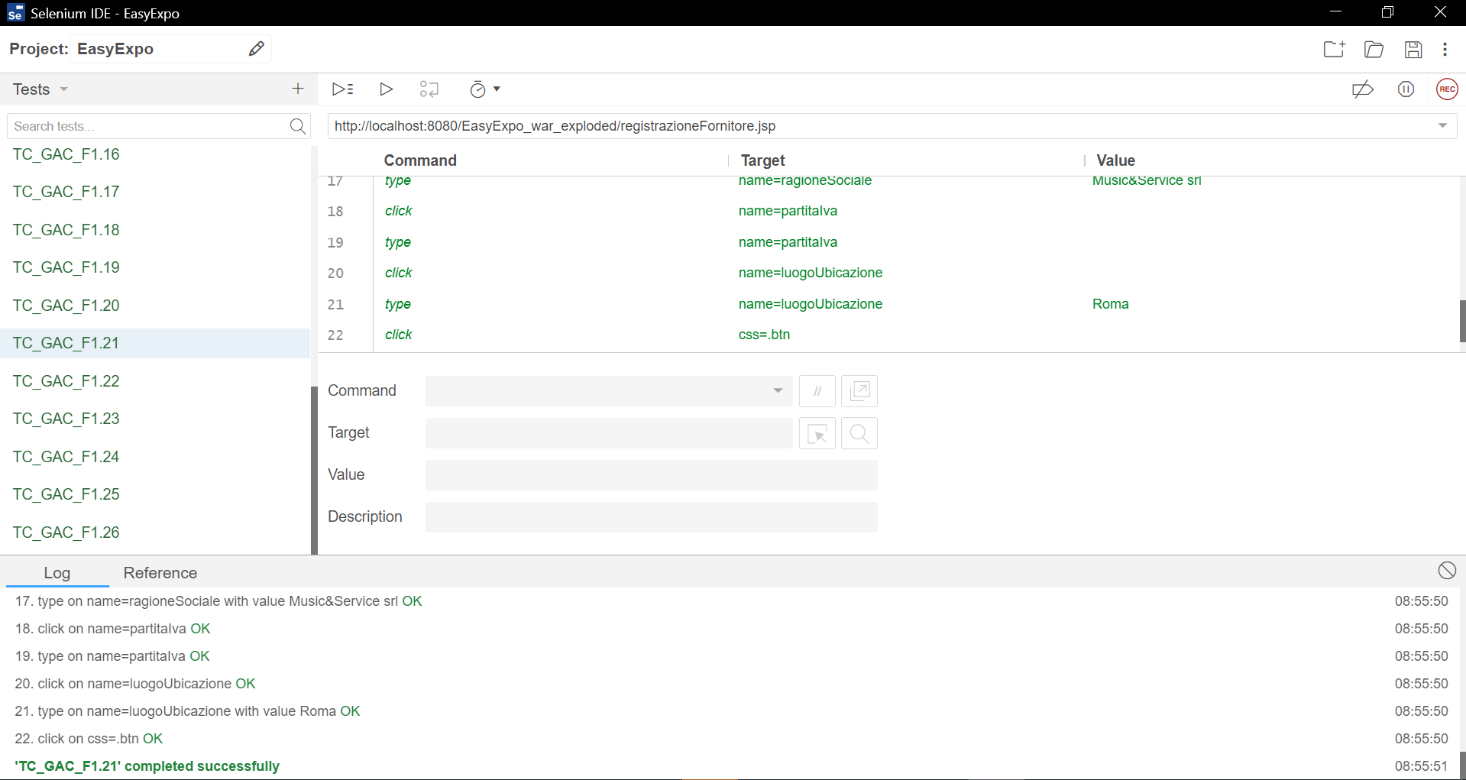 Se Selenium IDE - EasyExpo
Project: EasyExpo
Tests
Search tests...
http://localhost:8080/EasyExpo_war_exploded/registrazioneFornitore.jsp
REC
TC_GAC_F1.16
TC_GAC_F1.17
TC_GAC_F1.18
TC_GAC_F1.19
TC_GAC_F1.20
TC_GAC_F1.21
TC_GAC_F1.22
TC_GAC_F1.23
TC_GAC_F1.24
TC_GAC_F1.25
TC_GAC_F1.26
Command Target Value
17 type name=ragioneSociale Music&Service srl
18 click name=partitaIva
19 type name=partitaIva
20 click name=luogoUbicazione
21 type name=luogoUbicazione Roma
22 click css=.btn
Command //
Target
Value
Description
Log Reference
17. type on name=ragioneSociale with value Music&Service srl OK 08:55:50
18. click on name=partitaIva OK 08:55:50
19. type on name=partitaIva OK 08:55:50
20. click on name=luogoUbicazione OK 08:55:50
21. type on name=luogoUbicazione with value Roma OK 08:55:50
22. click on css=.btn OK 08:55:50
'TC_GAC_F1.21' completed successfully 08:55:51